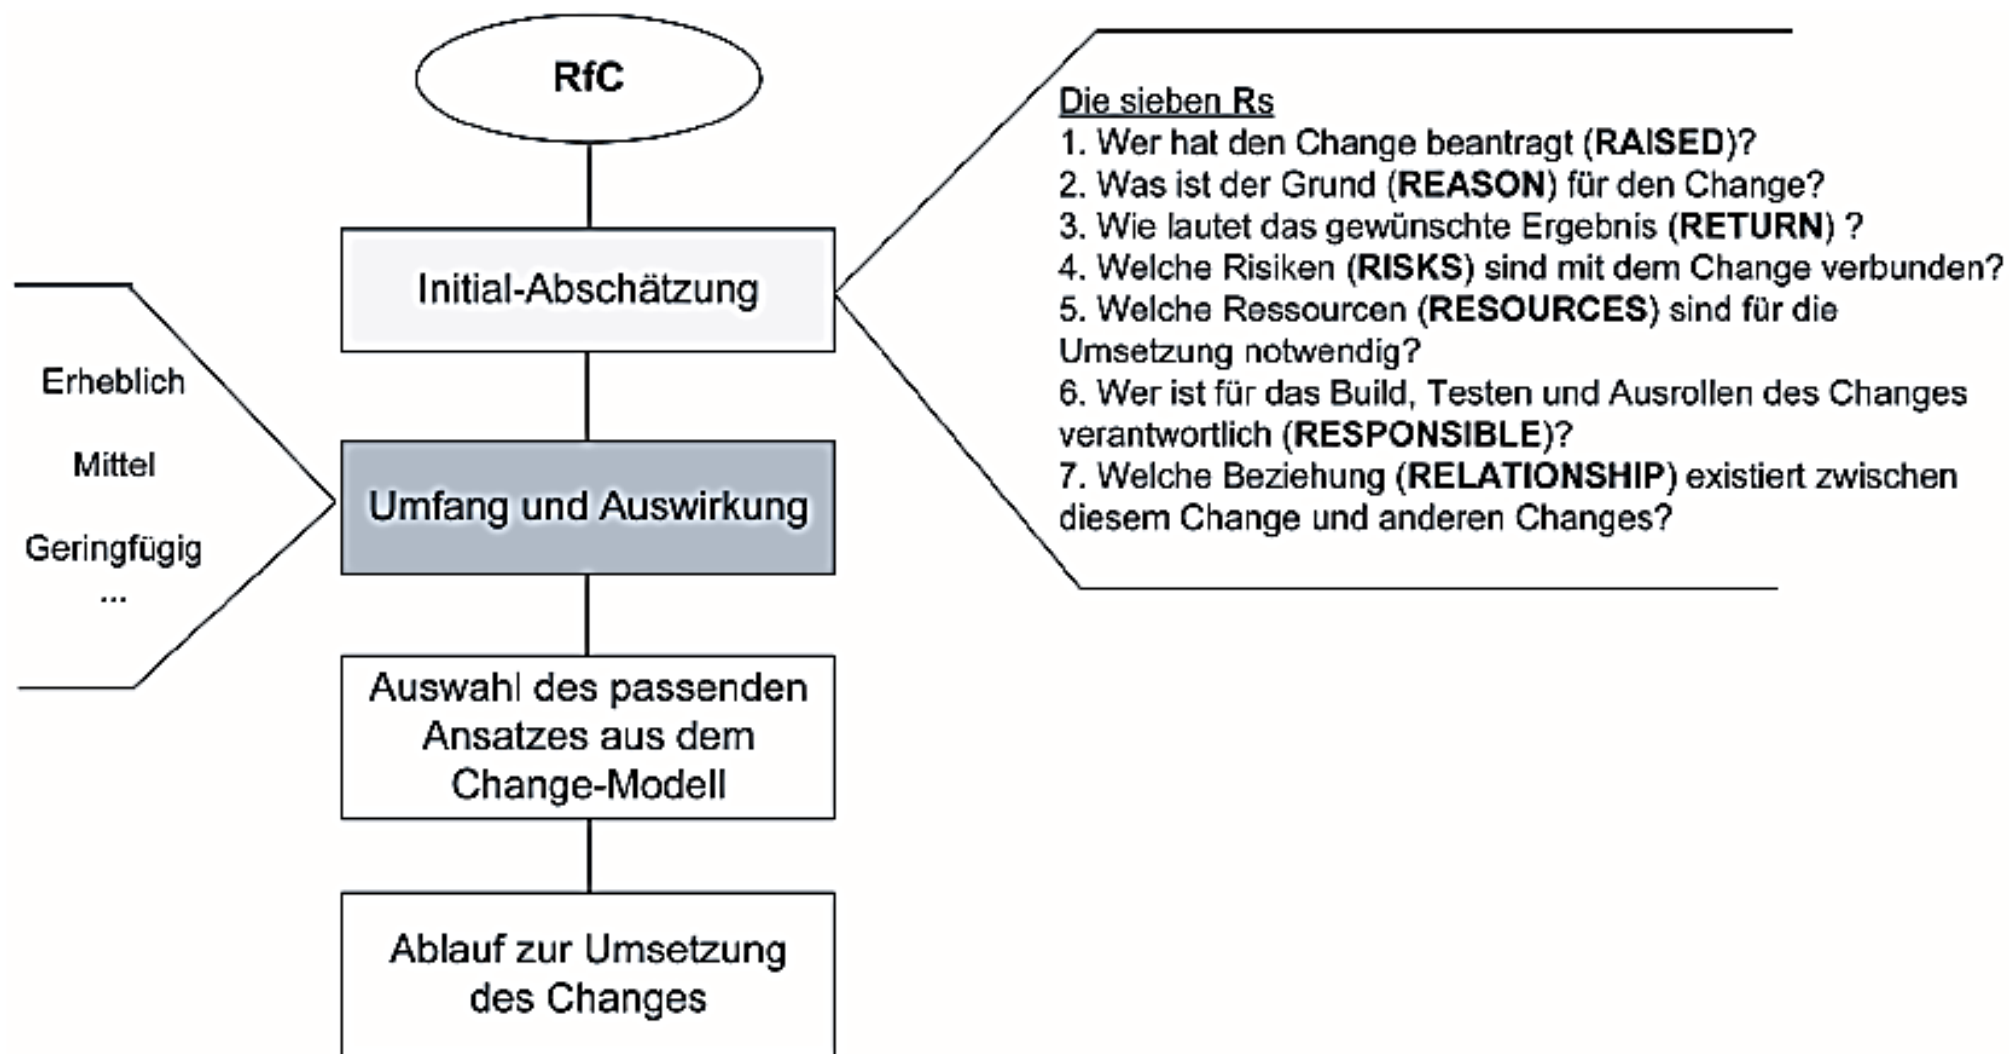 RfC
Initial-Abschätzung
Die sieben Rs
1. Wer hat den Change beantragt (RAISED)?
2. Was ist der Grund (REASON) für den Change?
3. Wie lautet das gewünschte Ergebnis (RETURN) ?
4. Welche Risiken (RISKS) sind mit dem Change verbunden?
5. Welche Ressourcen (RESOURCES) sind für die
Umsetzung notwendig?
6. Wer ist für das Build, Testen und Ausrollen des Changes
verantwortlich (RESPONSIBLE)?
7. Welche Beziehung (RELATIONSHIP) existiert zwischen
diesem Change und anderen Changes?
Erheblich
Mittel
Geringfügig
...
Umfang und Auswirkung
Auswahl des passenden
Ansatzes aus dem
Change-Modell
Ablauf zur Umsetzung
des Changes